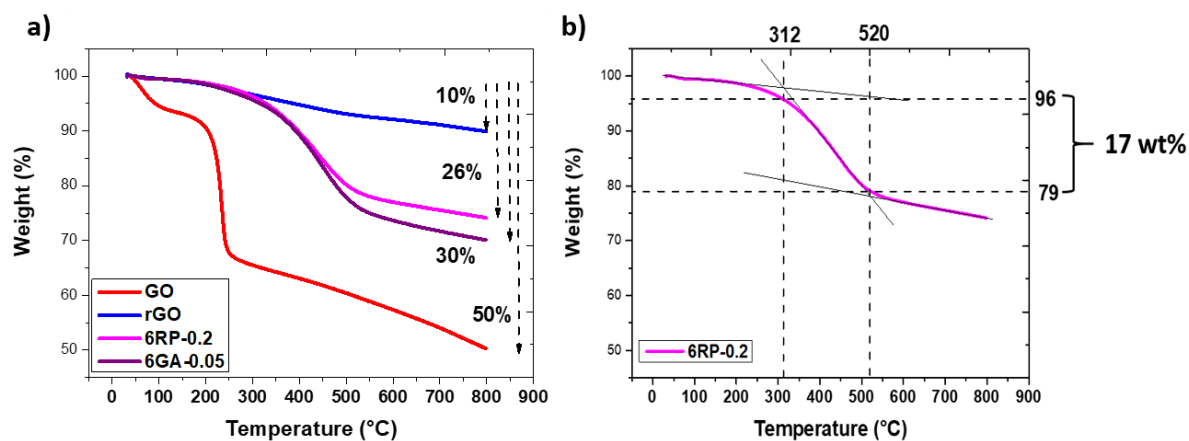 a)
Weight (%)
100
90
80
70
60
50
10%
26%
30%
50%
GO
rGO
6RP-0.2
6GA-0.05
0 100 200 300 400 500 600 700 800 900
Temperature (°C)
b)
312 520
Weight (%)
100
90
80
70
60
50
96
79
17 wt%
6RP-0.2
0 100 200 300 400 500 600 700 800 900
Temperature (°C)